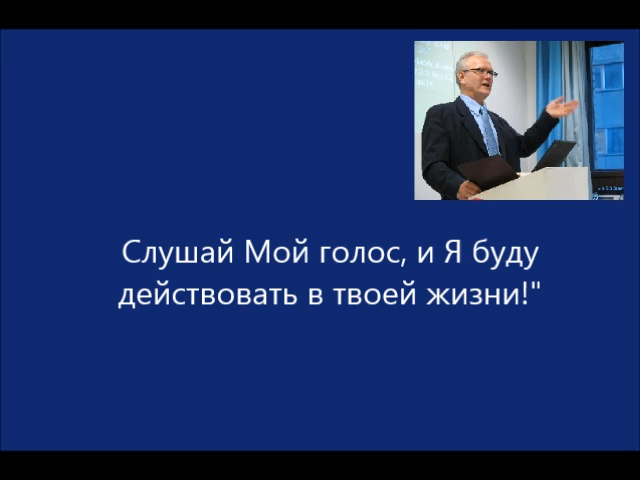 Слушай Мой голос, и Я буду
действовать в твоей жизни!"